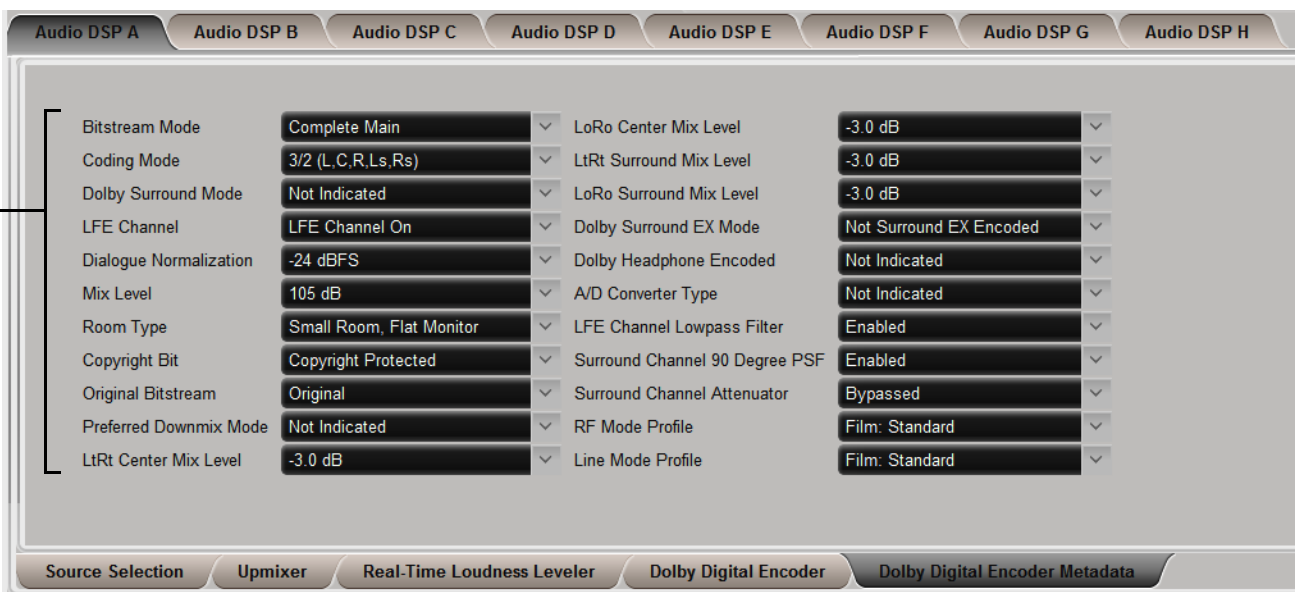 Audio DSP A Audio DSP B Audio DSP C Audio DSP D Audio DSP E Audio DSP F Audio DSP G Audio DSP H
Bitstream Mode Complete Main LoRo Center Mix Level -3.0 dB
Coding Mode 3/2 (L,C,R,Ls,Rs) LtRt Surround Mix Level -3.0 dB
Dolby Surround Mode Not Indicated LoRo Surround Mix Level -3.0 dB
LFE Channel LFE Channel On Dolby Surround EX Mode Not Surround EX Encoded
Dialogue Normalization -24 dBFS Dolby Headphone Encoded Not Indicated
Mix Level 105 dB A/D Converter Type Not Indicated
Room Type Small Room, Flat Monitor LFE Channel Lowpass Filter Enabled
Copyright Bit Copyright Protected Surround Channel 90 Degree PSF Enabled
Original Bitstream Original Surround Channel Attenuator Bypassed
Preferred Downmix Mode Not Indicated RF Mode Profile Film: Standard
LtRt Center Mix Level -3.0 dB Line Mode Profile Film: Standard
Source Selection Upmixer Real-Time Loudness Leveler Dolby Digital Encoder Dolby Digital Encoder Metadata